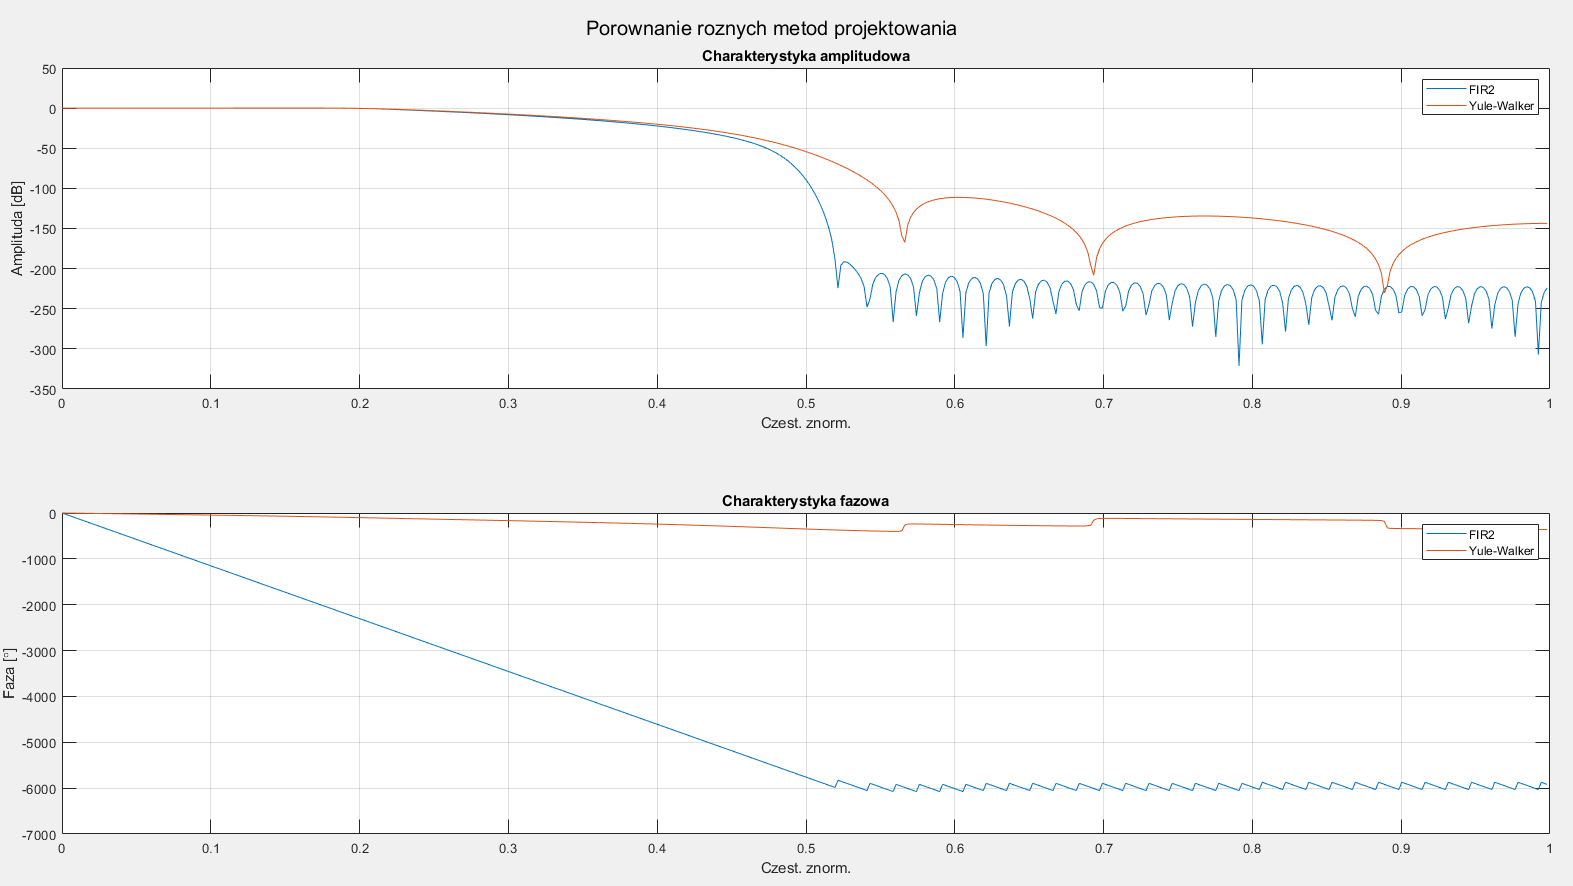 Porownanie roznych metod projektowania
Charakterystyka amplitudowa
50
0
-50
-100
-150
-200
-250
-300
-350
Amplituda [dB]
FIR2
Yule-Walker
0 0.1 0.2 0.3 0.4 0.5 0.6 0.7 0.8 0.9 1
Czest. znorm.
Charakterystyka fazowa
0
-1000
-2000
-3000
-4000
-5000
-6000
-7000
Faza [°]
FIR2
Yule-Walker
0 0.1 0.2 0.3 0.4 0.5 0.6 0.7 0.8 0.9 1
Czest. znorm.